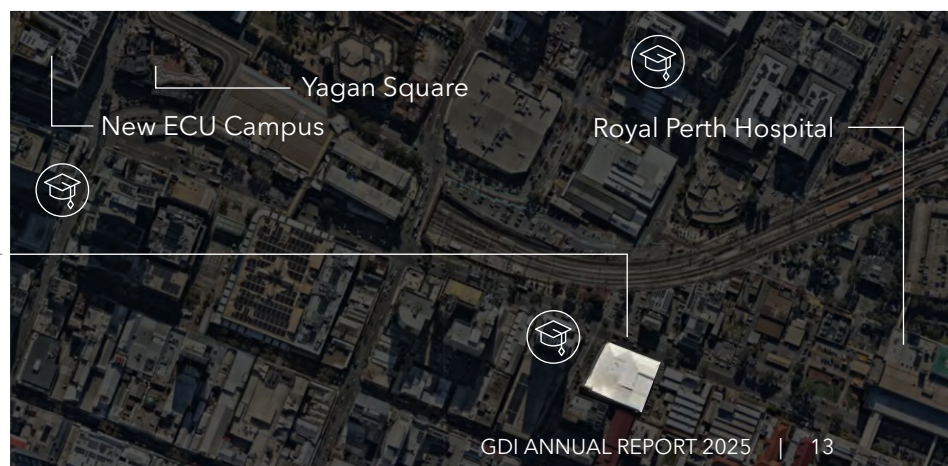 Yagan Square
New ECU Campus
Royal Perth Hospital
GDI ANNUAL REPORT 2025 | 13